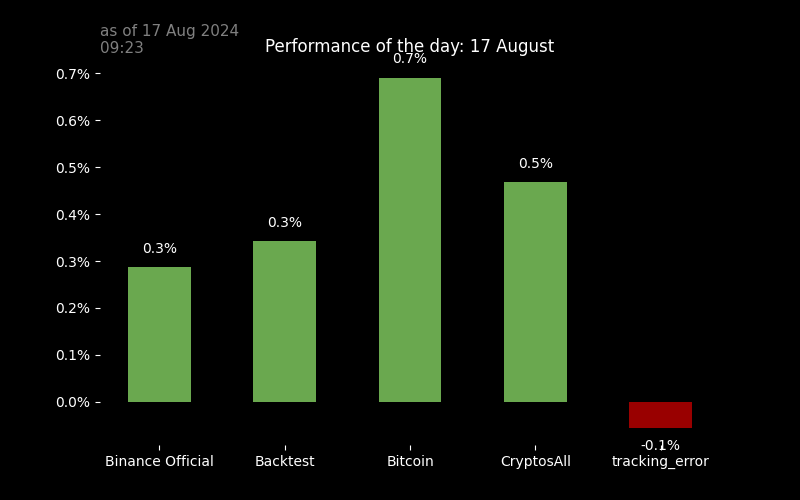 as of 17 Aug 2024
09:23
Performance of the day: 17 August
0.7%
0.7%
0.6%
0.5%
0.5%
0.4%
0.3%
0.3%
0.3%
0.2%
0.1%
0.0%
-0.1%
Binance Official
Backtest
Bitcoin
CryptosAll
tracking_error